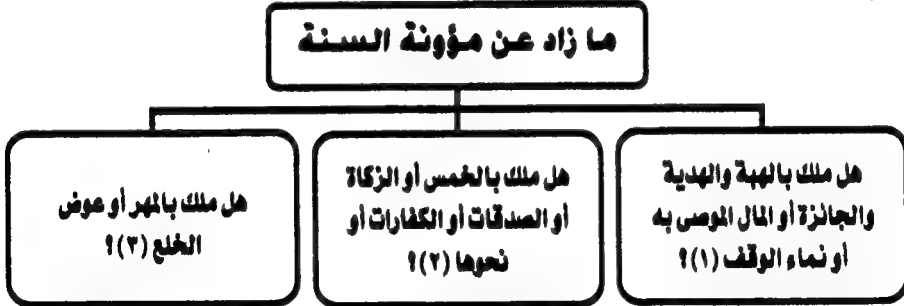 ما زاد عن مؤونة السنة
هل ملك بالهبة والهدية
والجائزة أو المال الموصى به
أو نماء الوقف (١)؟
هل ملك بالخمس أو الزكاة
أو الصدقات أو الكفارات أو
نحوها (٢)؟
هل ملك بالمهر أو عوض
الخلع (٣)؟